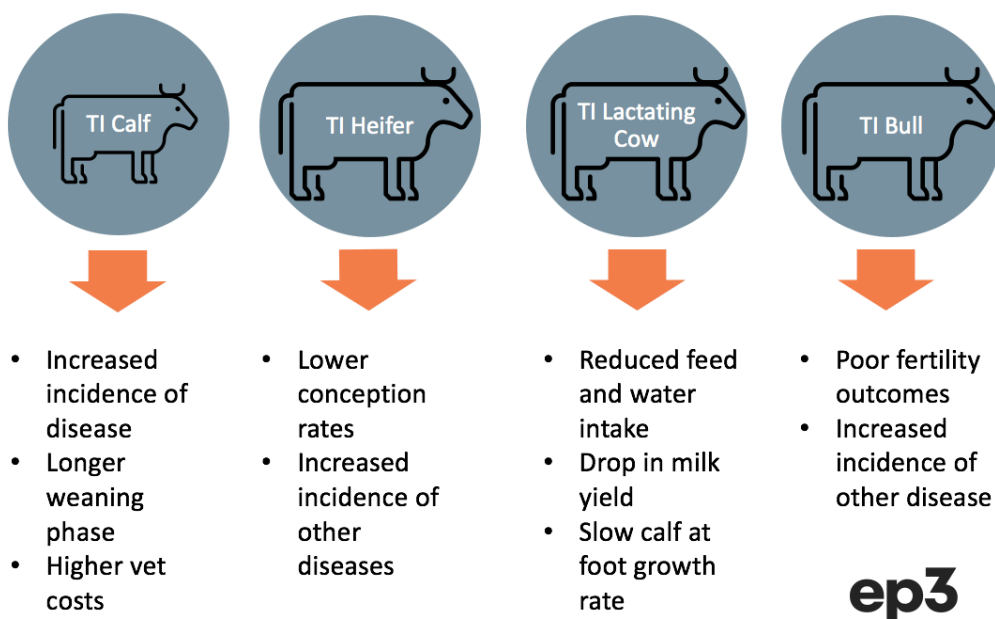 TI Calf
TI Heifer
TI Lactating
Cow
TI Bull
• Increased
incidence of
disease
• Longer
weaning
phase
• Higher vet
costs
• Lower
conception
rates
• Increased
incidence of
other
diseases
• Reduced feed
and water
intake
• Drop in milk
yield
• Slow calf at
foot growth
rate
• Poor fertility
outcomes
• Increased
incidence of
other disease
ep3